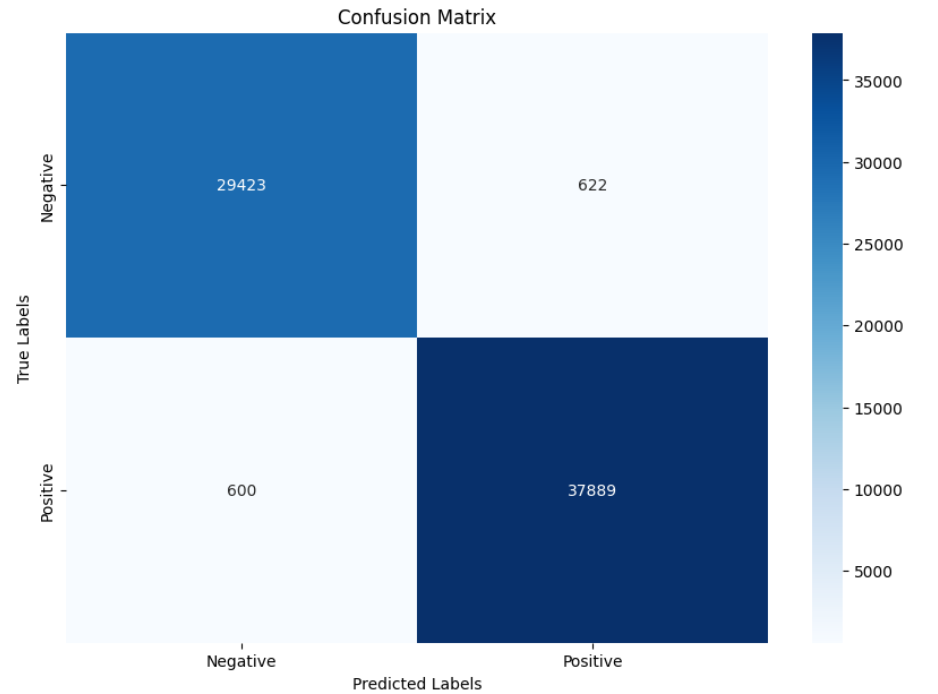 Confusion Matrix
Negative
Positive
True Labels
29423
622
600
37889
Negative
Positive
Predicted Labels
35000
30000
25000
20000
15000
10000
5000